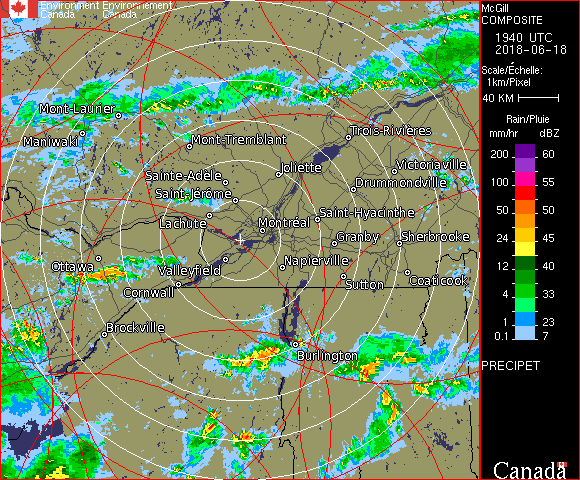 Environment Environnement
Canada Canada
Mont-Laurier
Maniwaki
Mont-Tremblant
Trois-Rivières
Joliette
Victoriaville
Sainte-Adèle
Drummondville
Saint-Jérôme
Lachute
Saint-Hyacinthe
Montréal
Granby
Sherbrooke
Ottawa
Valleyfield
Napierville
Cornwall
Sutton
Coaticook
Brockville
Burlington
McGill
COMPOSITE
1940 UTC
2018-06-18
Scale/Échelle:
1km/Pixel
40 KM
Rain/Pluie
mm/hr dBZ
200 60
100 55
50 50
24 45
12 40
4 33
1 23
0.1 7
PRECIPET
Canada